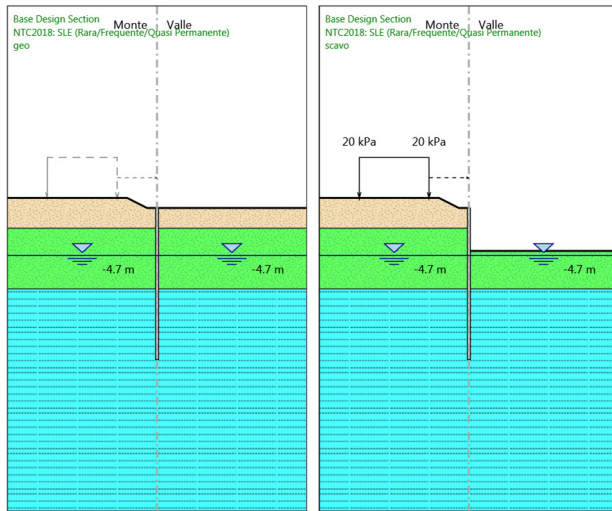 Base Design Section
Monte Valle
NTC2018: SLE (Rara/Frequente/Quasi Permanente)
geo
-4.7 m
-4.7 m
Base Design Section
Monte Valle
NTC2018: SLE (Rara/Frequente/Quasi Permanente)
scavo
20 kPa
20 kPa
-4.7 m
-4.7 m